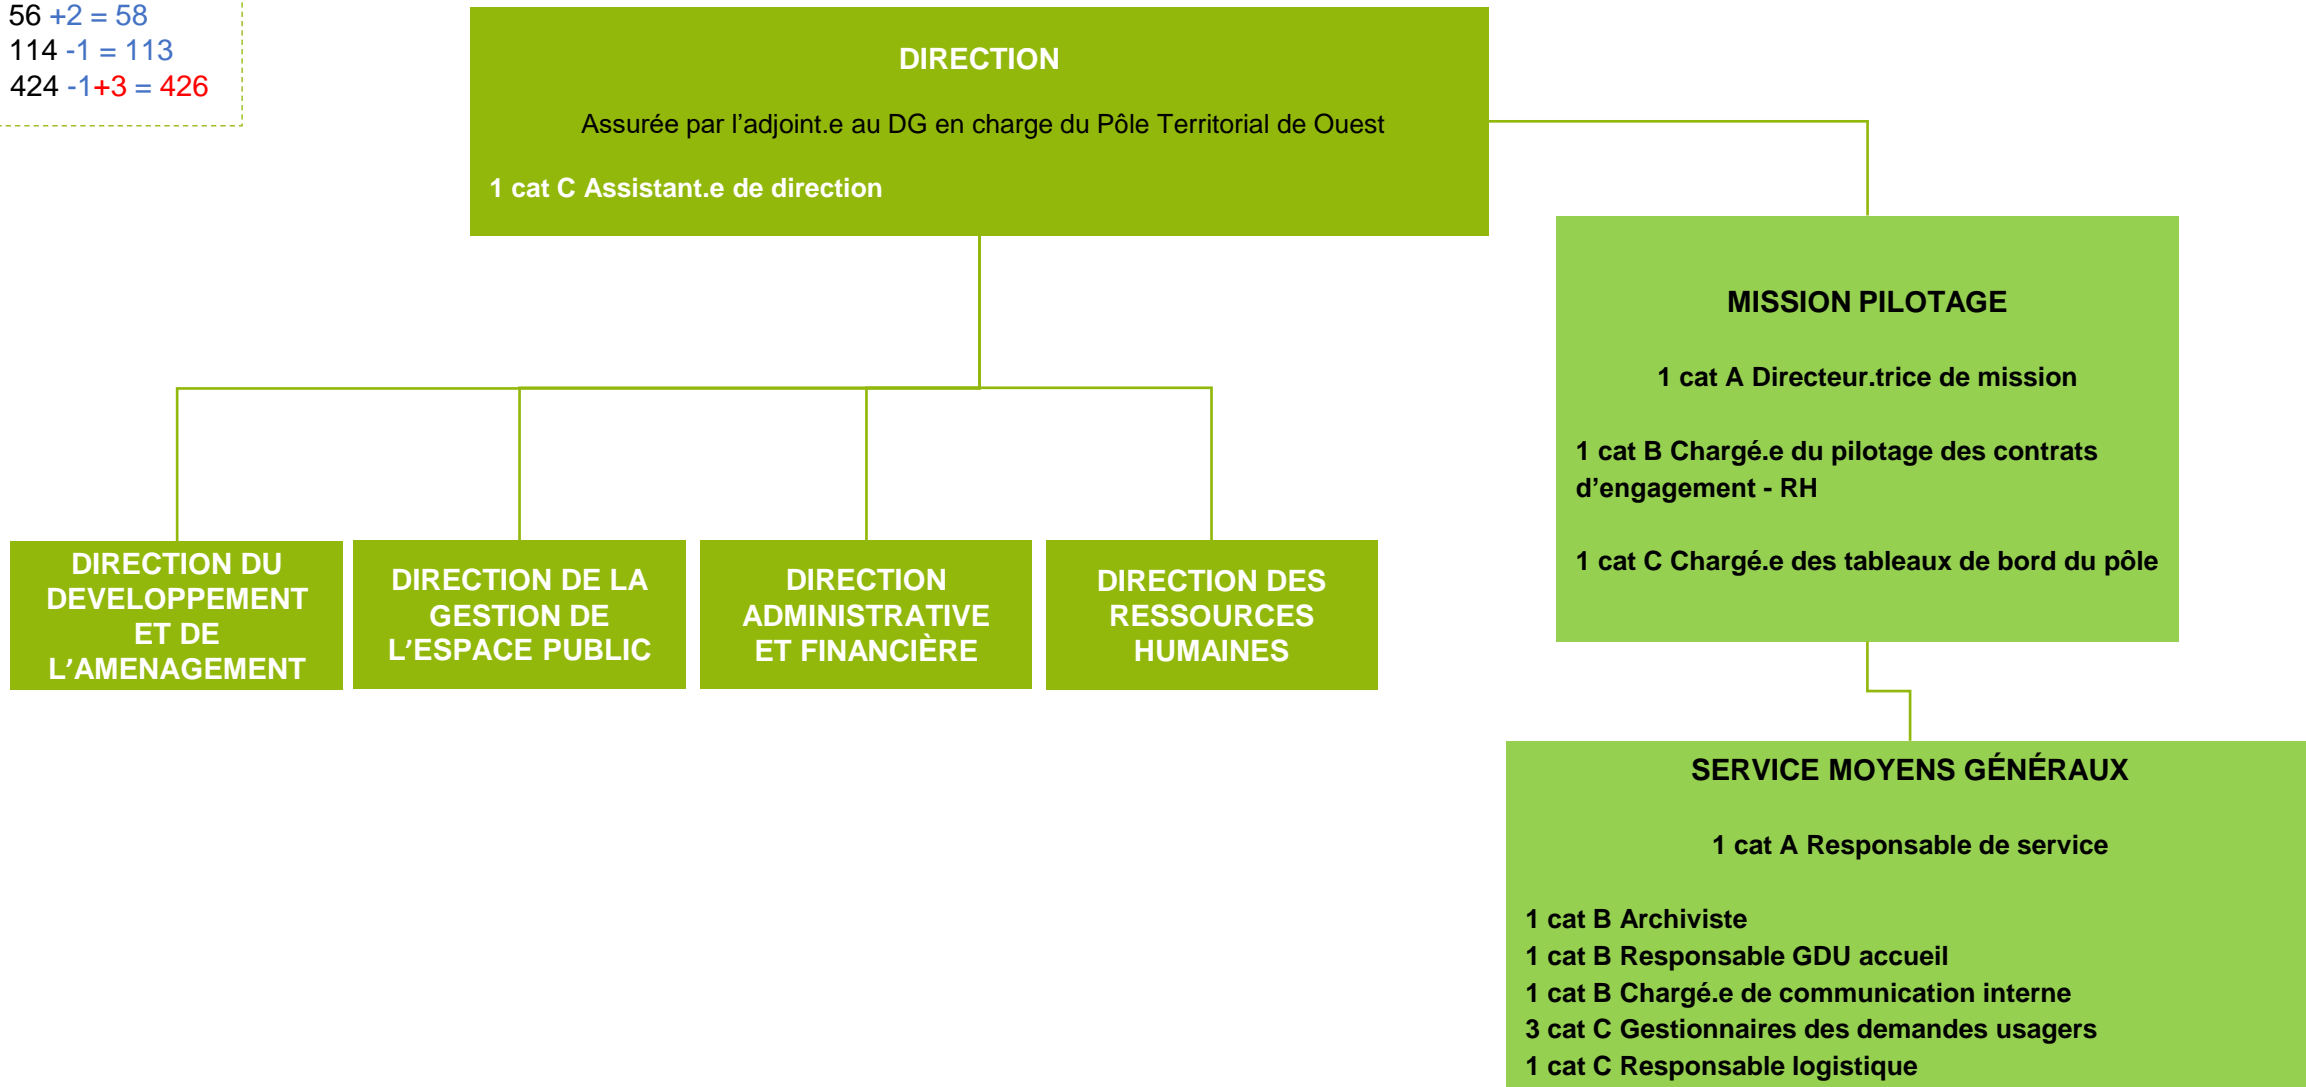 56 +2 = 58
114 -1 = 113
424 -1+3 = 426
DIRECTION
Assurée par l’adjoint.e au DG en charge du Pôle Territorial de Ouest
1 cat C Assistant.e de direction
MISSION PILOTAGE
1 cat A Directeur.trice de mission
1 cat B Chargé.e du pilotage des contrats
d’engagement - RH
1 cat C Chargé.e des tableaux de bord du pôle
DIRECTION DU
DEVELOPPEMENT
ET DE
L’AMENAGEMENT
DIRECTION DE LA
GESTION DE
L’ESPACE PUBLIC
DIRECTION
ADMINISTRATIVE
ET FINANCIÈRE
DIRECTION DES
RESSOURCES
HUMAINES
SERVICE MOYENS GÉNÉRAUX
1 cat A Responsable de service
1 cat B Archiviste
1 cat B Responsable GDU accueil
1 cat B Chargé.e de communication interne
3 cat C Gestionnaires des demandes usagers
1 cat C Responsable logistique